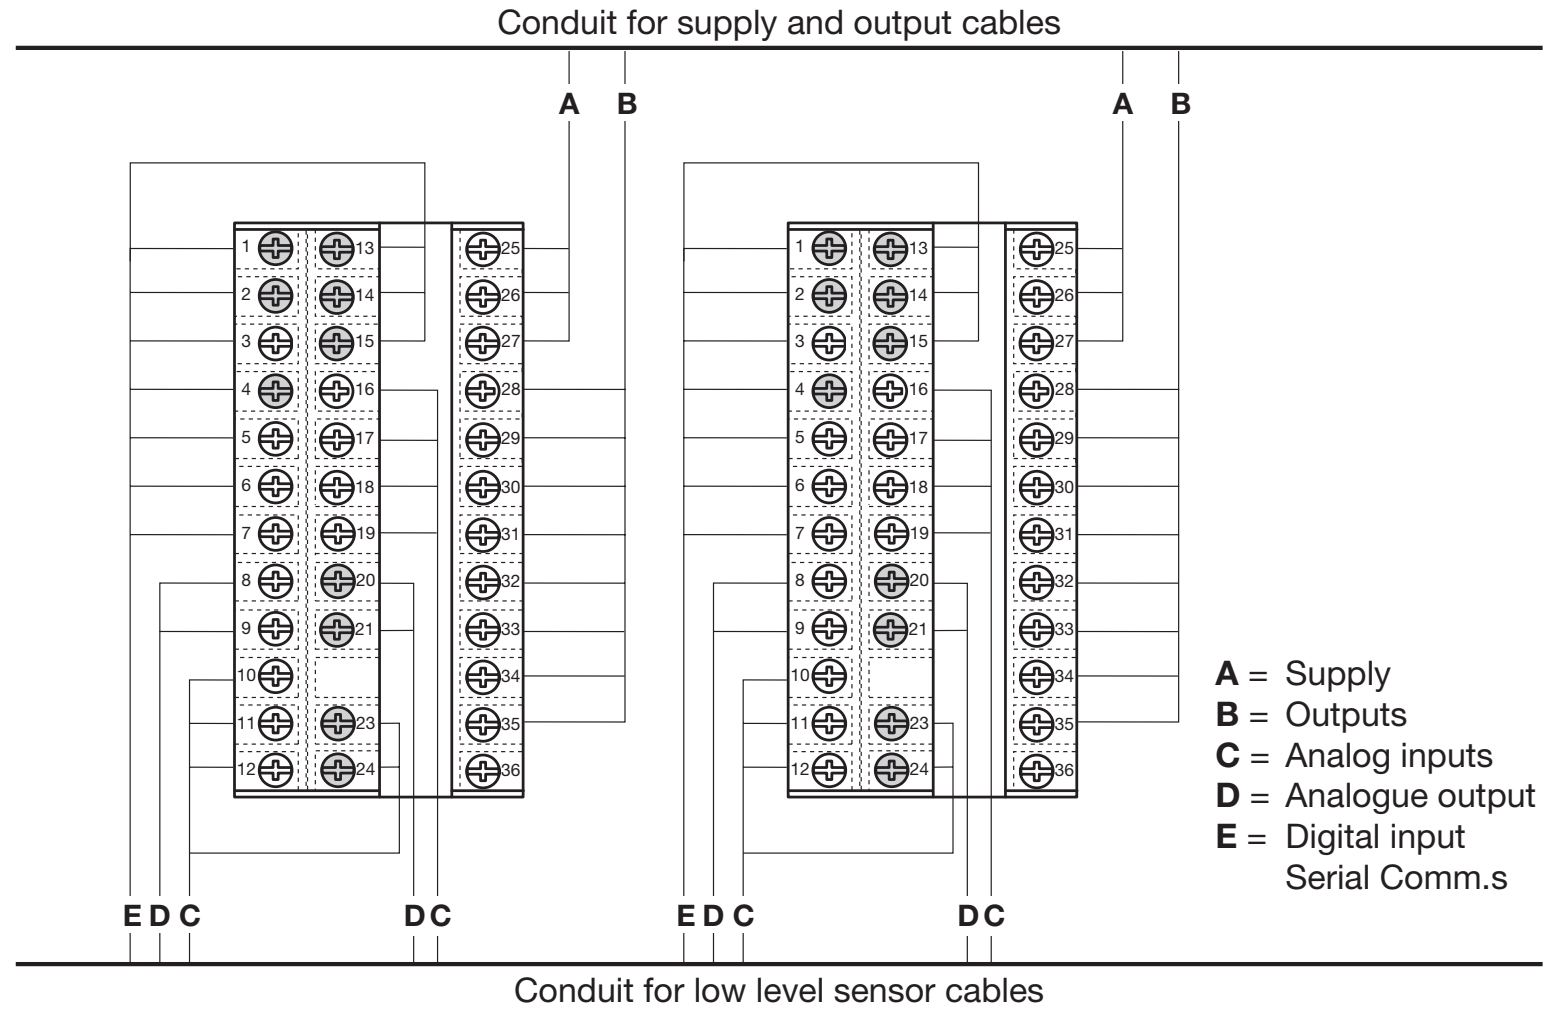 Conduit for supply and output cables
A B A B
1 13 25 1 13 25
2 14 26 2 14 26
3 15 27 3 15 27
4 16 28 4 16 28
5 17 29 5 17 29
6 18 30 6 18 30
7 19 31 7 19 31
8 20 32 8 20 32
9 21 33 9 21 33
10 34 10 34
11 23 35 11 23 35
12 24 36 12 24 36
A = Supply
B = Outputs
C = Analog inputs
D = Analogue output
E = Digital input
Serial Comm.s
E D C D C E D C D C
Conduit for low level sensor cables